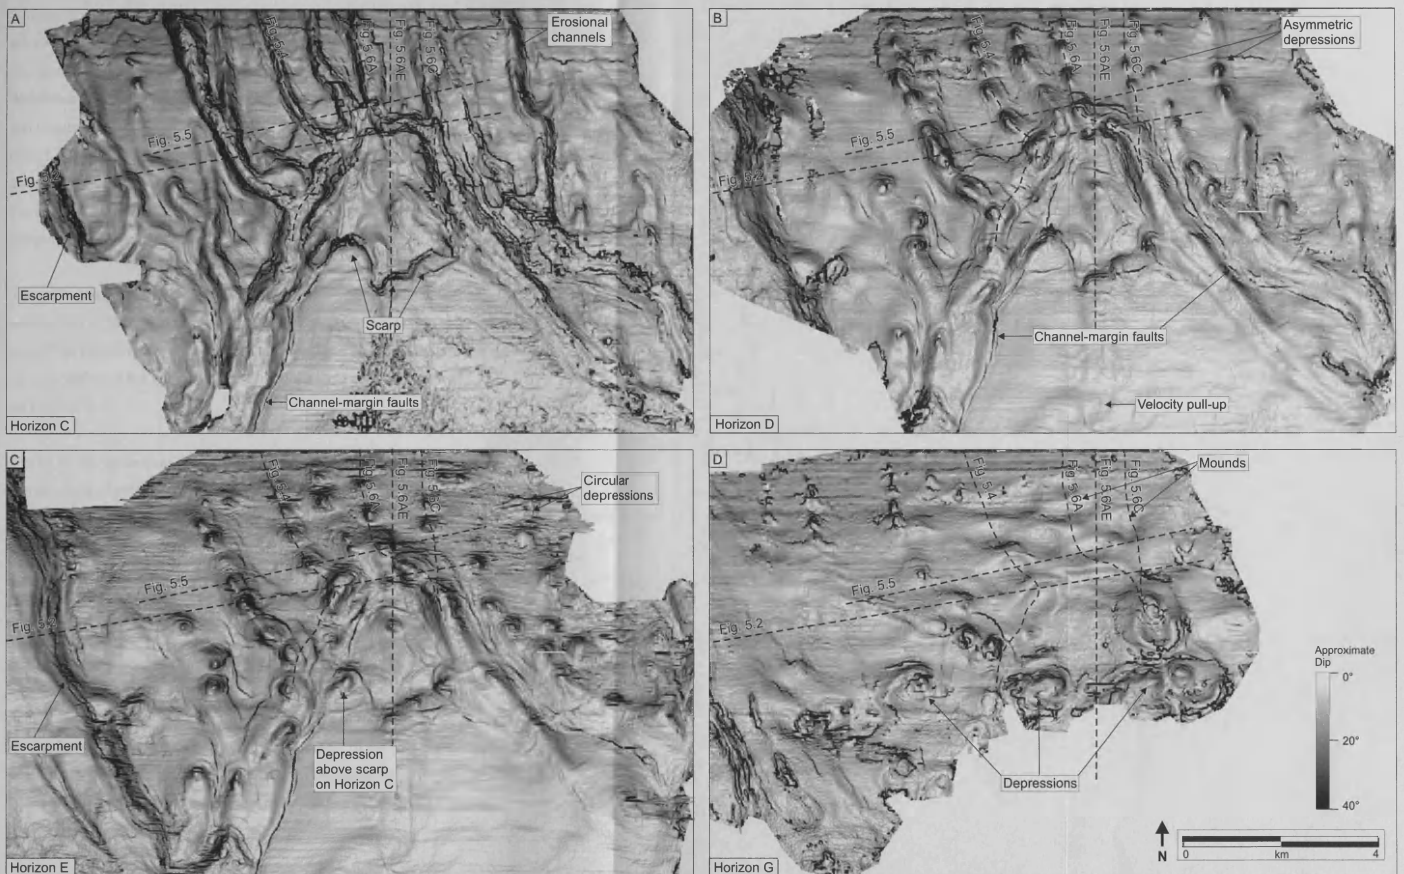 A
Fig. 5.4
Fig. 5.6A
Fig. 5.6AE
Fig. 5.6C
Erosional
channels
Fig. 5.5
Fig. 5.2
Escarpment
Scarp
Channel-margin faults
Horizon C
B
Fig. 5.4
Fig. 5.6A
Fig. 5.6AE
Fig. 5.6C
Asymmetric
depressions
Fig. 5.5
Fig. 5.2
Channel-margin faults
Velocity pull-up
Horizon D
C
Fig. 5.4
Fig. 5.6A
Fig. 5.6AE
Fig. 5.6C
Circular
depressions
Fig. 5.5
Fig. 5.2
Escarpment
Depression
above scarp
on Horizon C
Horizon E
D
Fig. 5.4
Fig 5.6A
Fig 5.6AE
Fig 5.6C
Mounds
Fig. 5.5
Fig. 5.2
Depressions
Approximate
Dip
0°
20°
40°
N
0 km 4
Horizon G